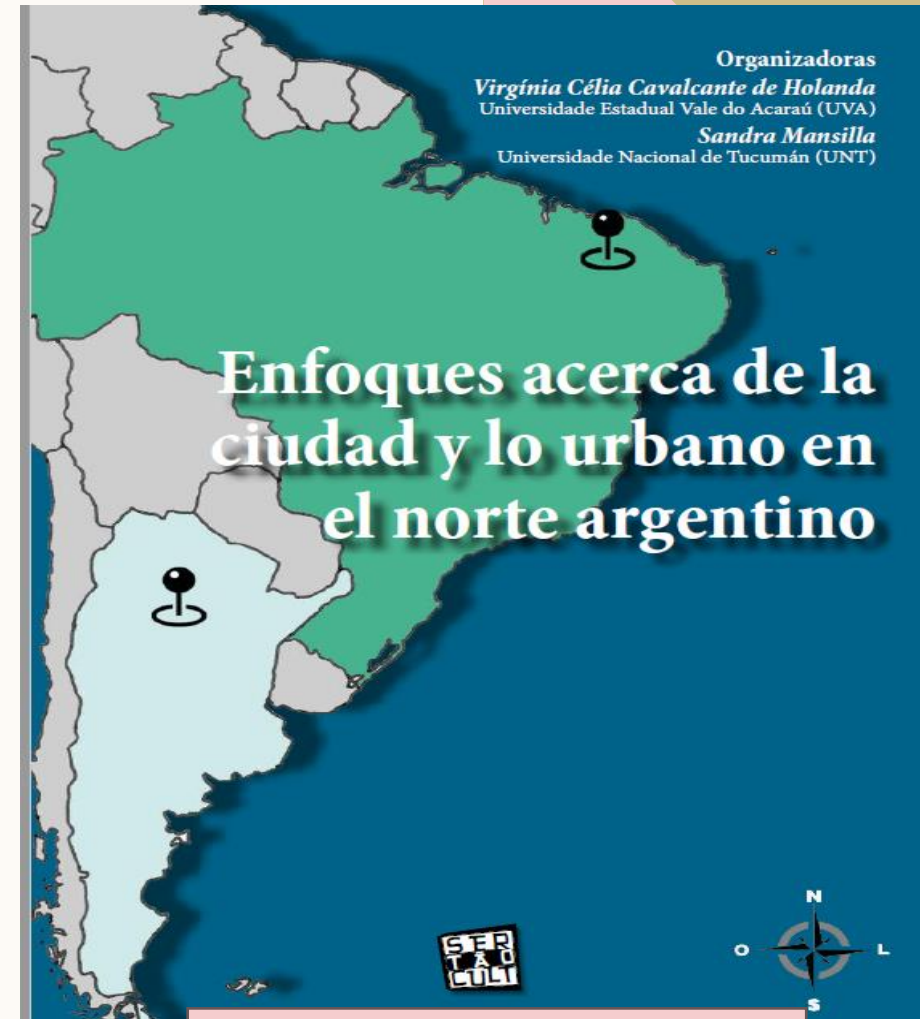 Organizadoras
Virgínia Célia Cavalcante de Holanda
Universidade Estadual Vale do Acaraú (UVA)
Sandra Mansilla
Universidade Nacional de Tucumán (UNT)
Enfoques acerca de la
ciudad y lo urbano en
el norte argentino
SER
TÃO
CULT
N
O
L
S